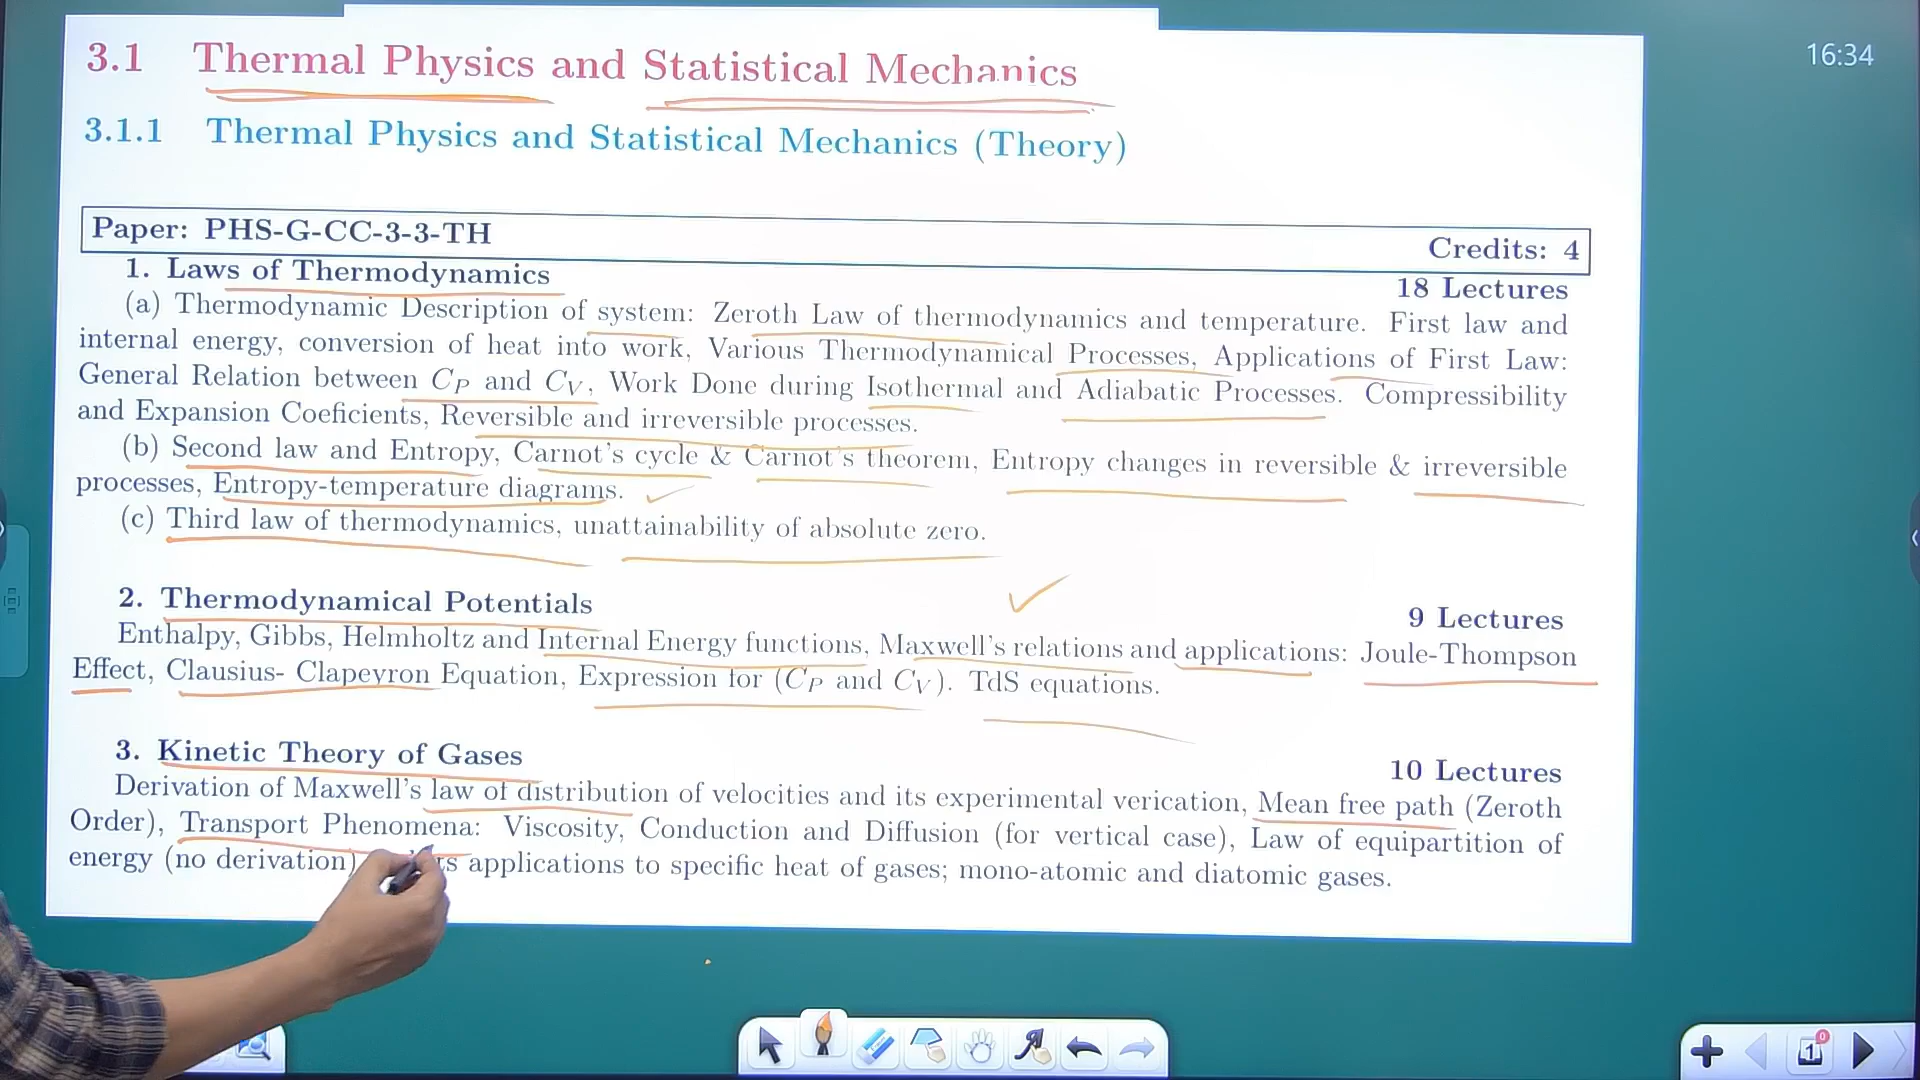 3.1 Thermal Physics and Statistical Mechanics
16:34
3.1.1 Thermal Physics and Statistical Mechanics (Theory)
Paper: PHS-G-CC-3-3-TH Credits: 4
1. Laws of Thermodynamics 18 Lectures
(a) Thermodynamic Description of system: Zeroth Law of thermodynamics and temperature. First law and
internal energy, conversion of heat into work, Various Thermodynamical Processes, Applications of First Law:
General Relation between C_P and C_V, Work Done during Isothermal and Adiabatic Processes. Compressibility
and Expansion Coeficients, Reversible and irreversible processes.
(b) Second law and Entropy, Carnot's cycle & Carnot's theorem, Entropy changes in reversible & irreversible
processes, Entropy-temperature diagrams.
(c) Third law of thermodynamics, unattainability of absolute zero.
2. Thermodynamical Potentials 9 Lectures
Enthalpy, Gibbs, Helmholtz and Internal Energy functions, Maxwell's relations and applications: Joule-Thompson
Effect, Clausius- Clapeyron Equation, Expression for (C_P and C_V). TdS equations.
3. Kinetic Theory of Gases 10 Lectures
Derivation of Maxwell's law of distribution of velocities and its experimental verication, Mean free path (Zeroth
Order), Transport Phenomena: Viscosity, Conduction and Diffusion (for vertical case), Law of equipartition of
energy (no derivation) applications to specific heat of gases; mono-atomic and diatomic gases.
1
0